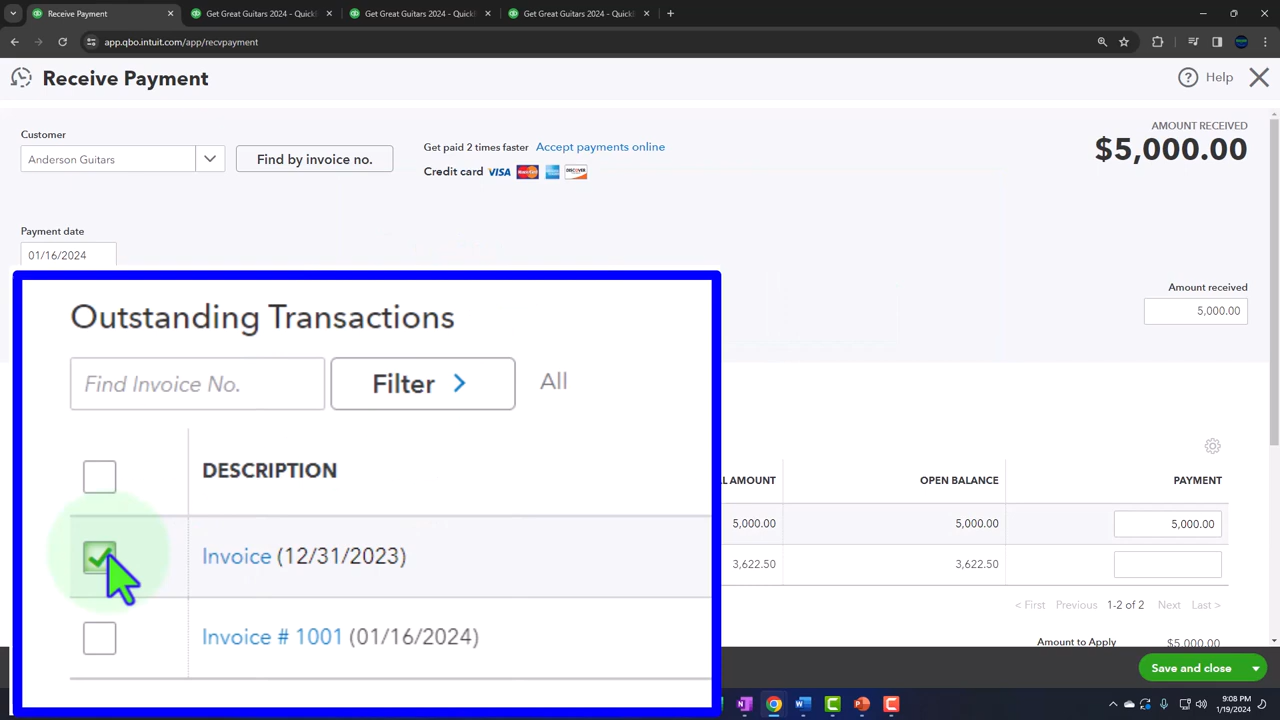 Receive Payment
Get Great Guitars 2024 - QuickB
Get Great Guitars 2024 - QuickB
Get Great Guitars 2024 - QuickB
app.qbo.intuit.com/app/recvpayment
Receive Payment
Help
Customer
Anderson Guitars
Find by invoice no.
Get paid 2 times faster Accept payments online
Credit card VISA
AMOUNT RECEIVED
$5,000.00
Payment date
01/16/2024
Amount received
5,000.00
Outstanding Transactions
Find Invoice No.
Filter >
All
DESCRIPTION
L AMOUNT OPEN BALANCE PAYMENT
Invoice (12/31/2023)
5,000.00 5,000.00 5,000.00
Invoice # 1001 (01/16/2024)
3,622.50 3,622.50
< First Previous 1-2 of 2 Next Last >
Amount to Apply $5,000.00
Save and close
9:08 PM
1/19/2024